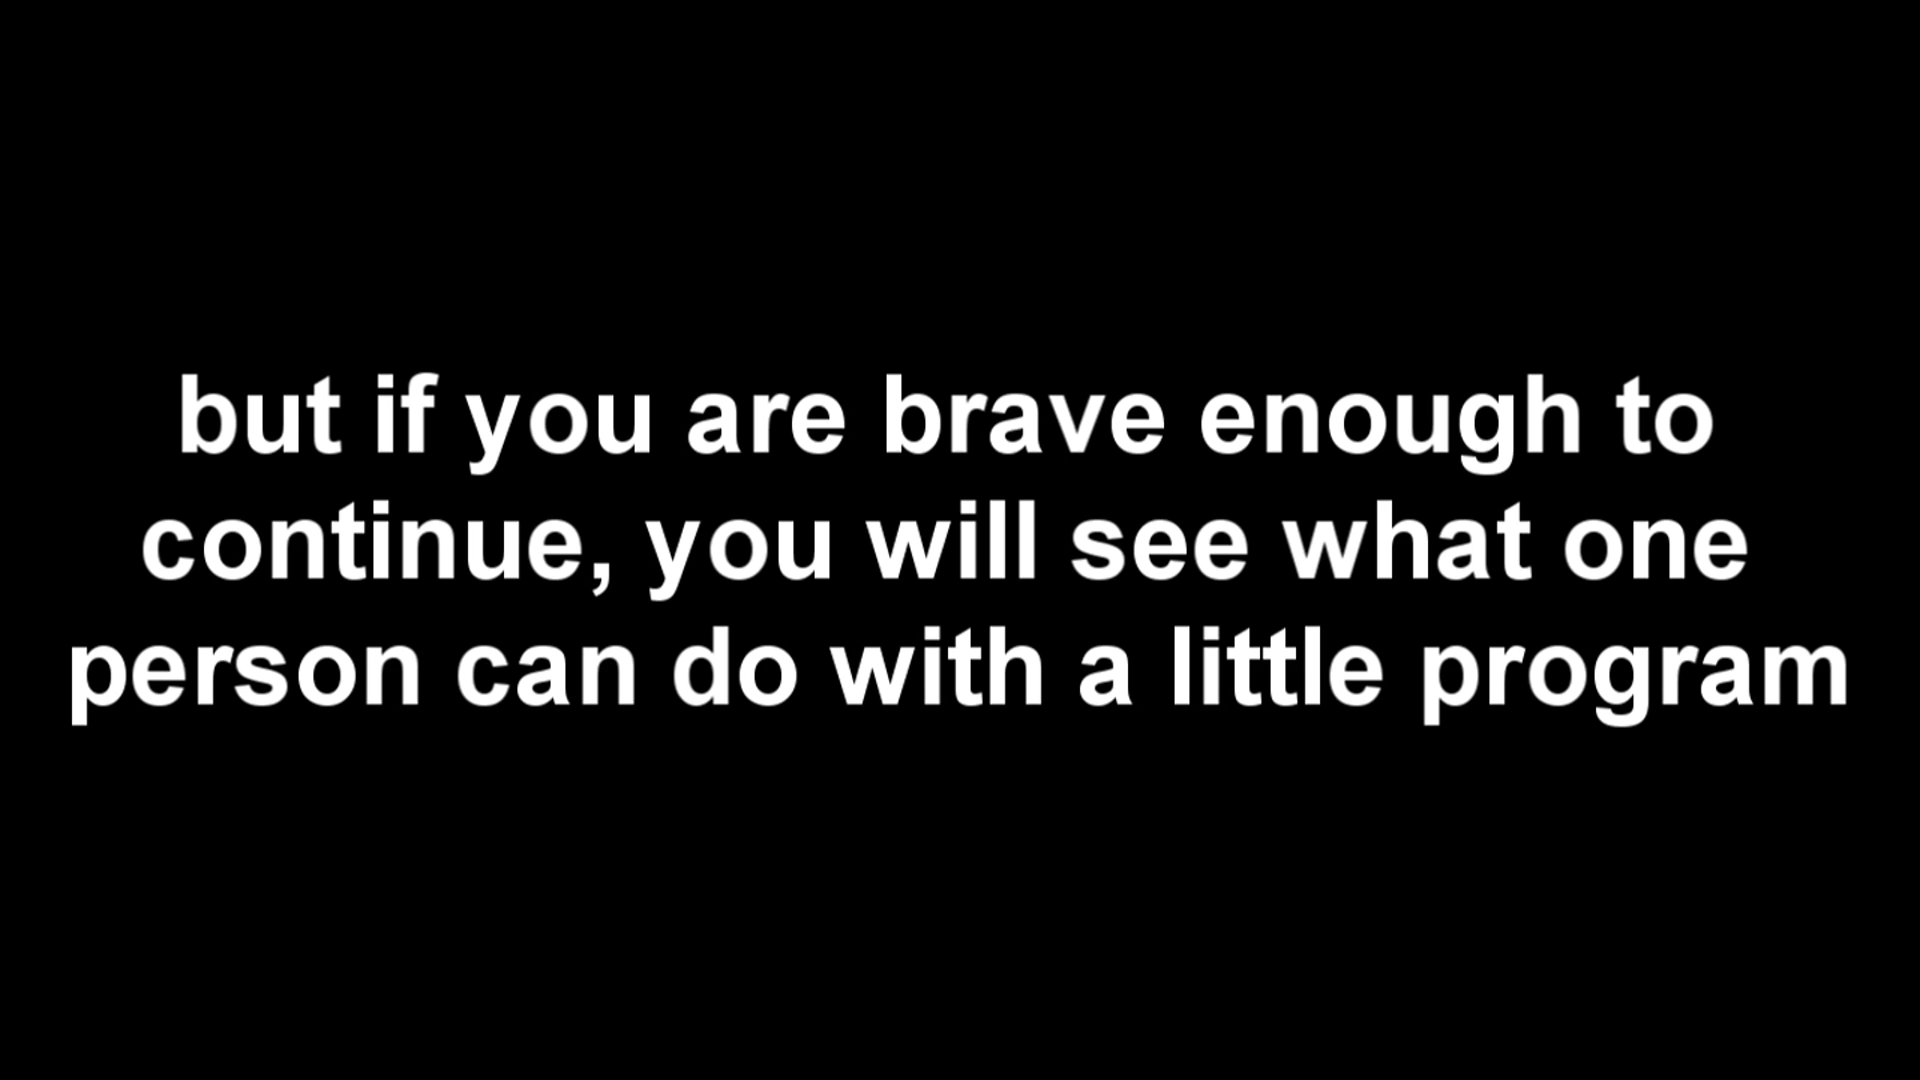 but if you are brave enough to
continue, you will see what one
person can do with a little program